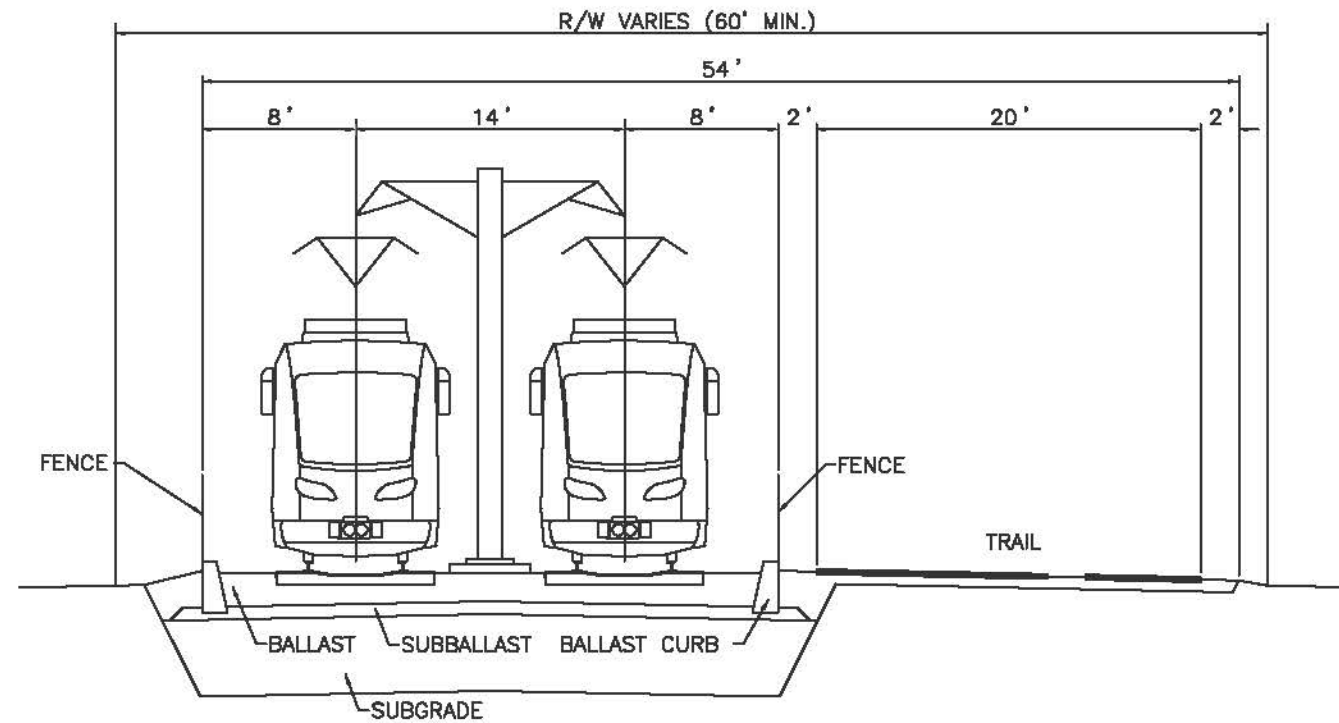 R/W VARIES (60' MIN.)
54'
8' 14' 8' 2' 20' 2'
FENCE
FENCE
TRAIL
BALLAST SUBBALLAST BALLAST CURB
SUBGRADE